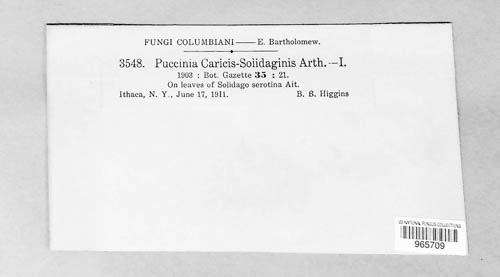 FUNGI COLUMBIANI — E. Bartholomew.
3548. Puccinia Caricis-Solidaginis Arth. — I.
1903 : Bot. Gazette 35 : 21.
On leaves of Solidago serotina Ait.
Ithaca, N. Y., June 17, 1911. B. B. Higgins
US NATIONAL FUNGUS COLLECTIONS
965709